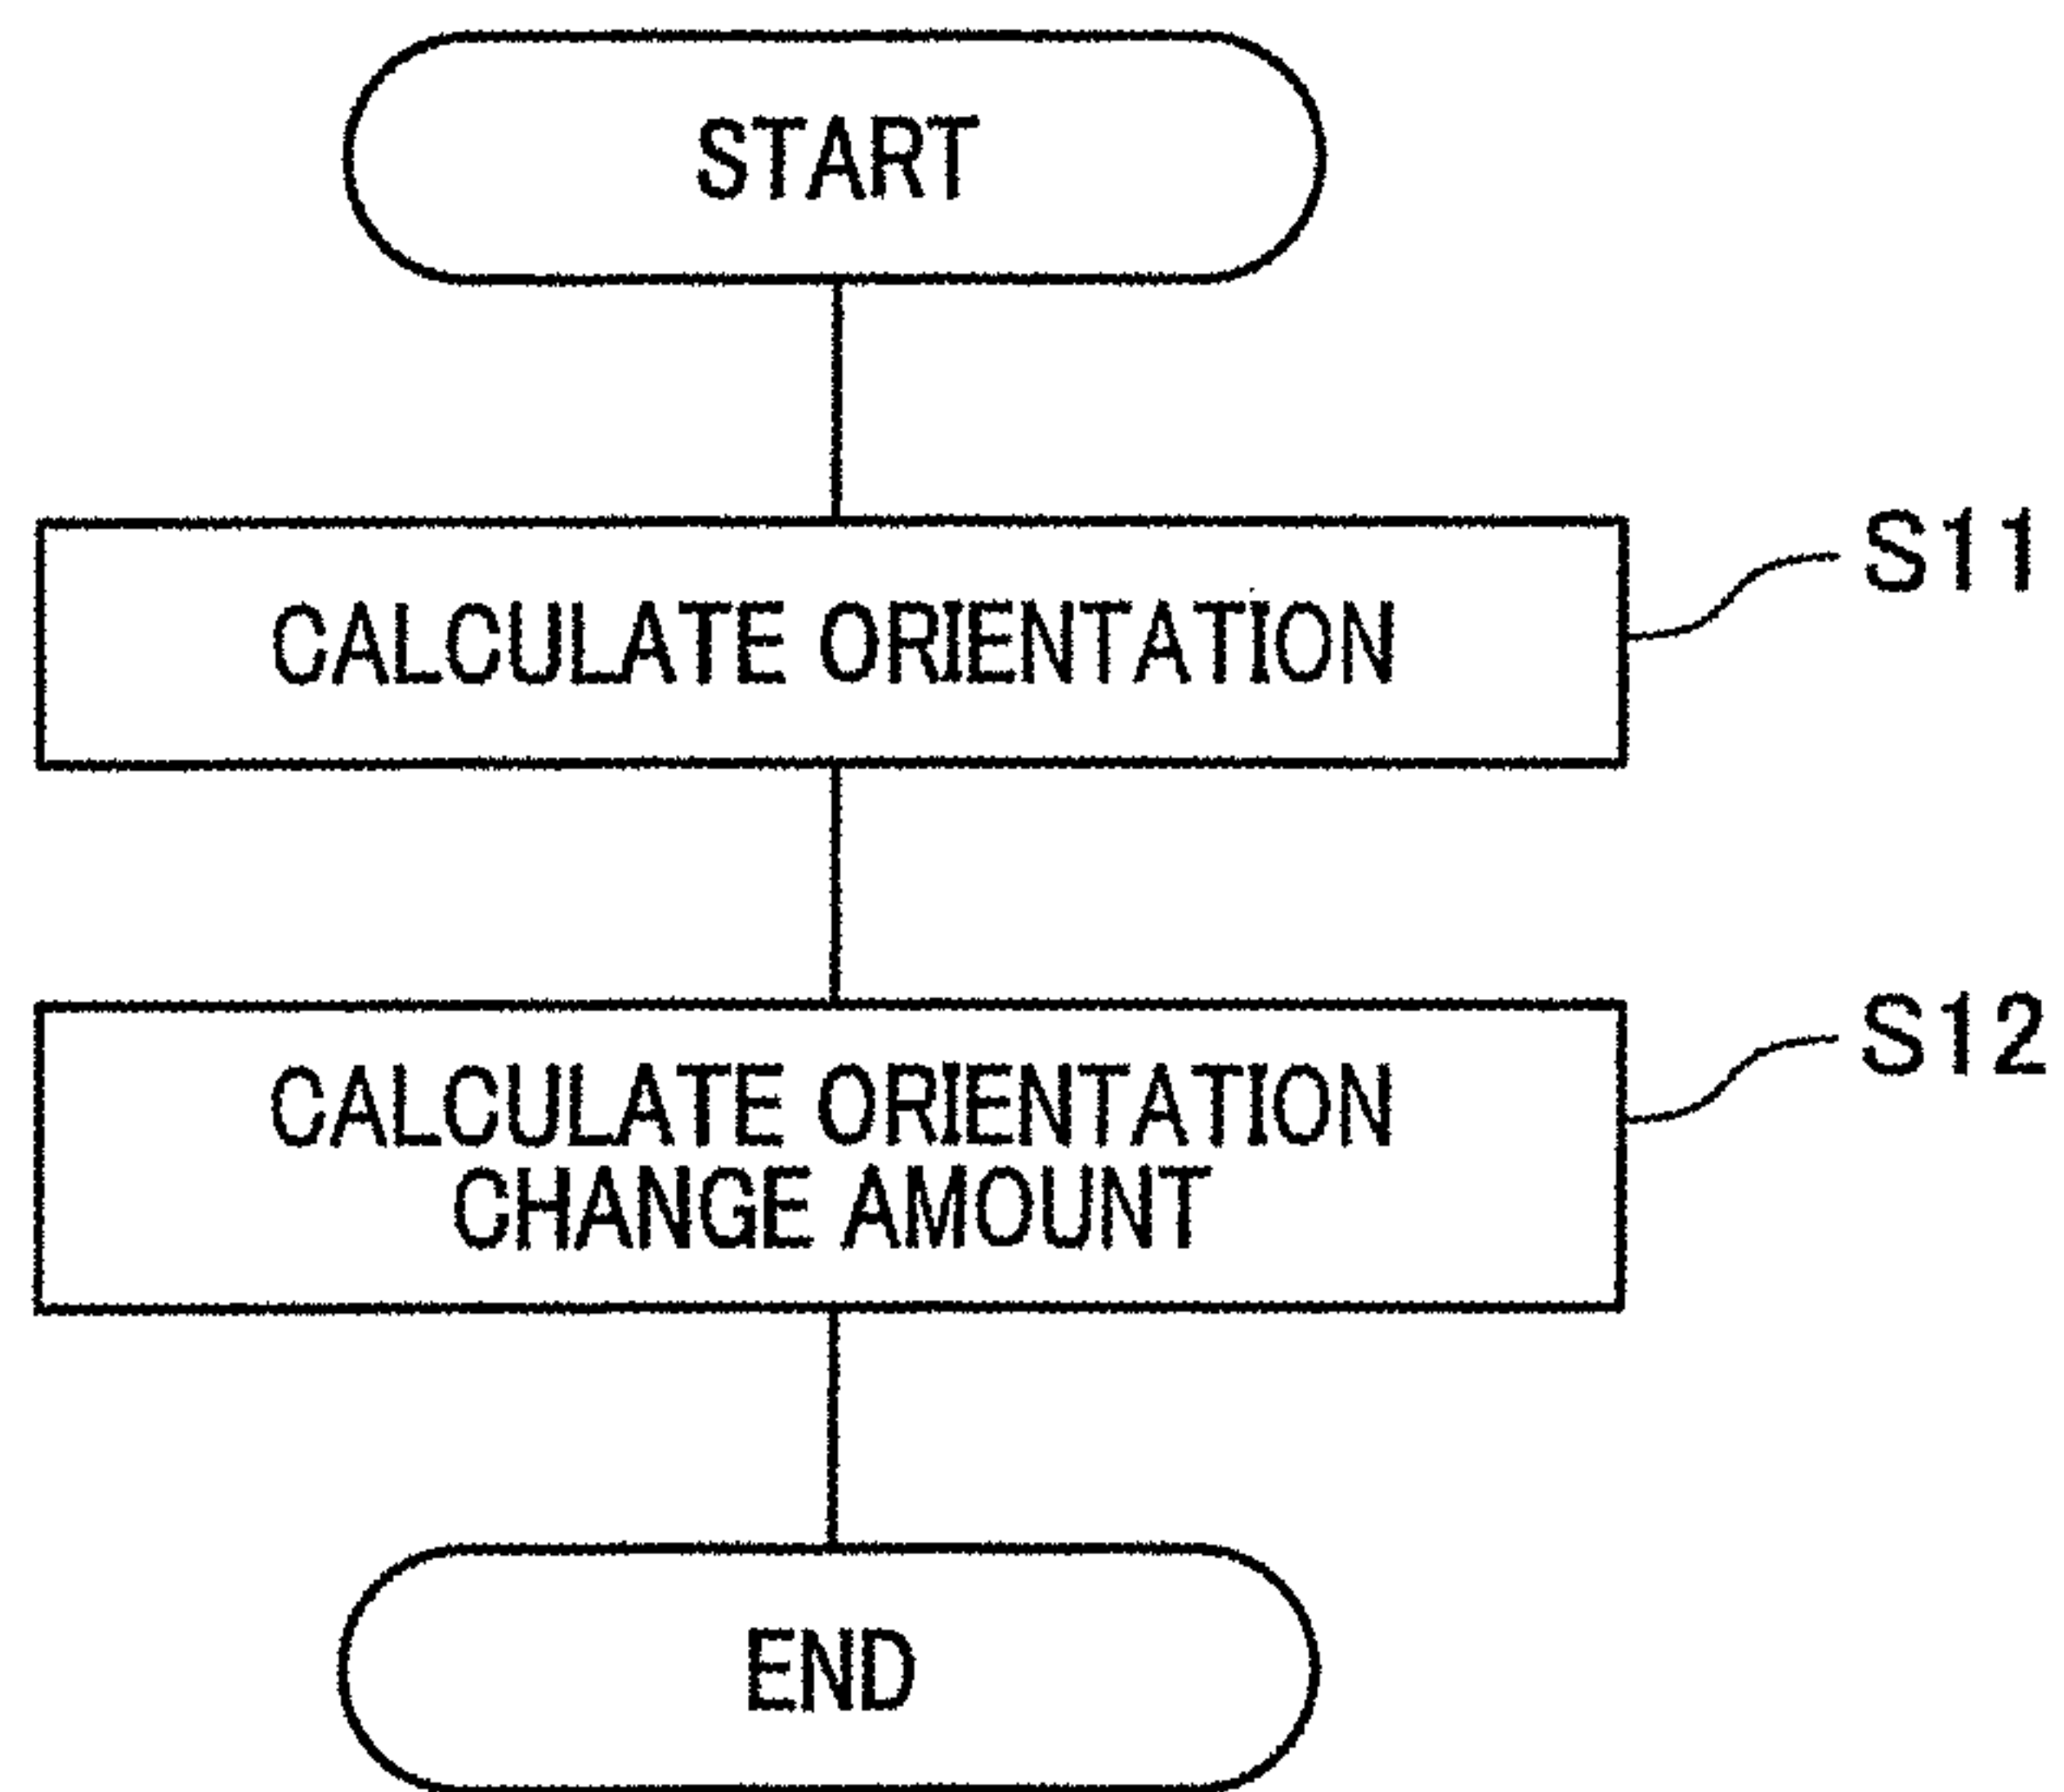 START
CALCULATE ORIENTATION
S11
CALCULATE ORIENTATION
CHANGE AMOUNT
S12
END